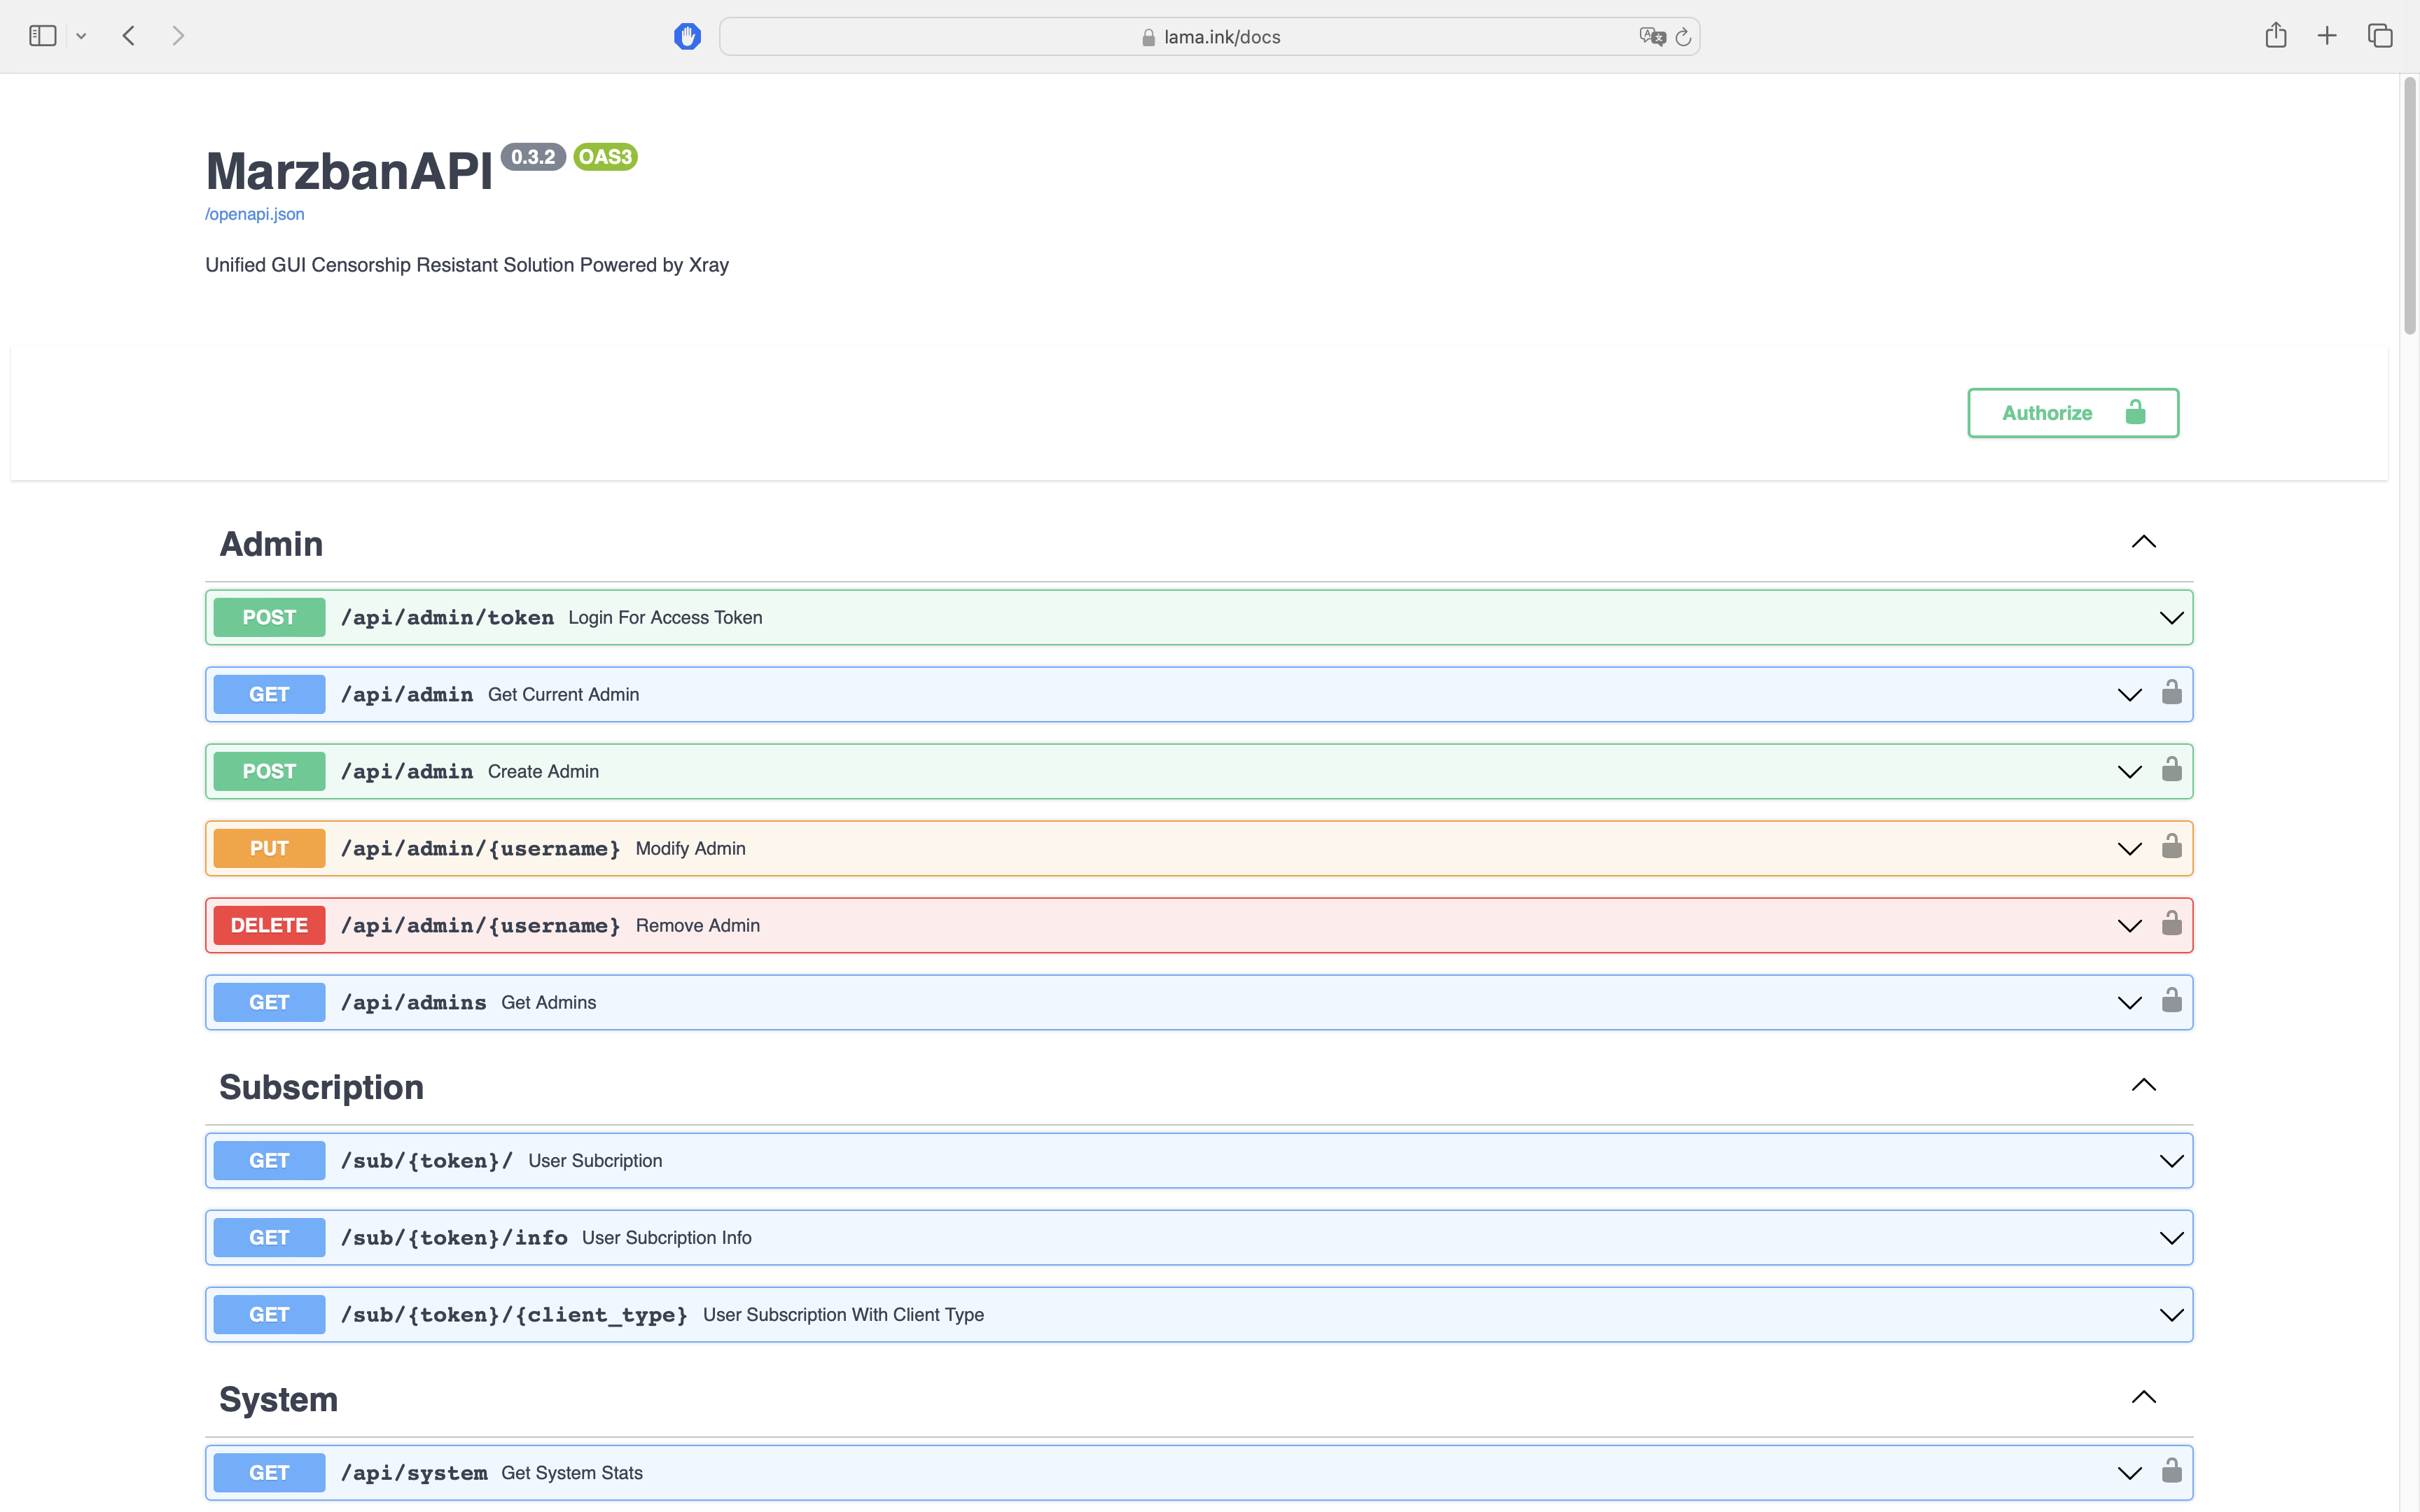 lama.ink/docs
MarzbanAPI 0.3.2 OAS3
/openapi.json
Unified GUI Censorship Resistant Solution Powered by Xray
Authorize
Admin
POST /api/admin/token Login For Access Token
GET /api/admin Get Current Admin
POST /api/admin Create Admin
PUT /api/admin/{username} Modify Admin
DELETE /api/admin/{username} Remove Admin
GET /api/admins Get Admins
Subscription
GET /sub/{token}/ User Subcription
GET /sub/{token}/info User Subcription Info
GET /sub/{token}/{client_type} User Subscription With Client Type
System
GET /api/system Get System Stats